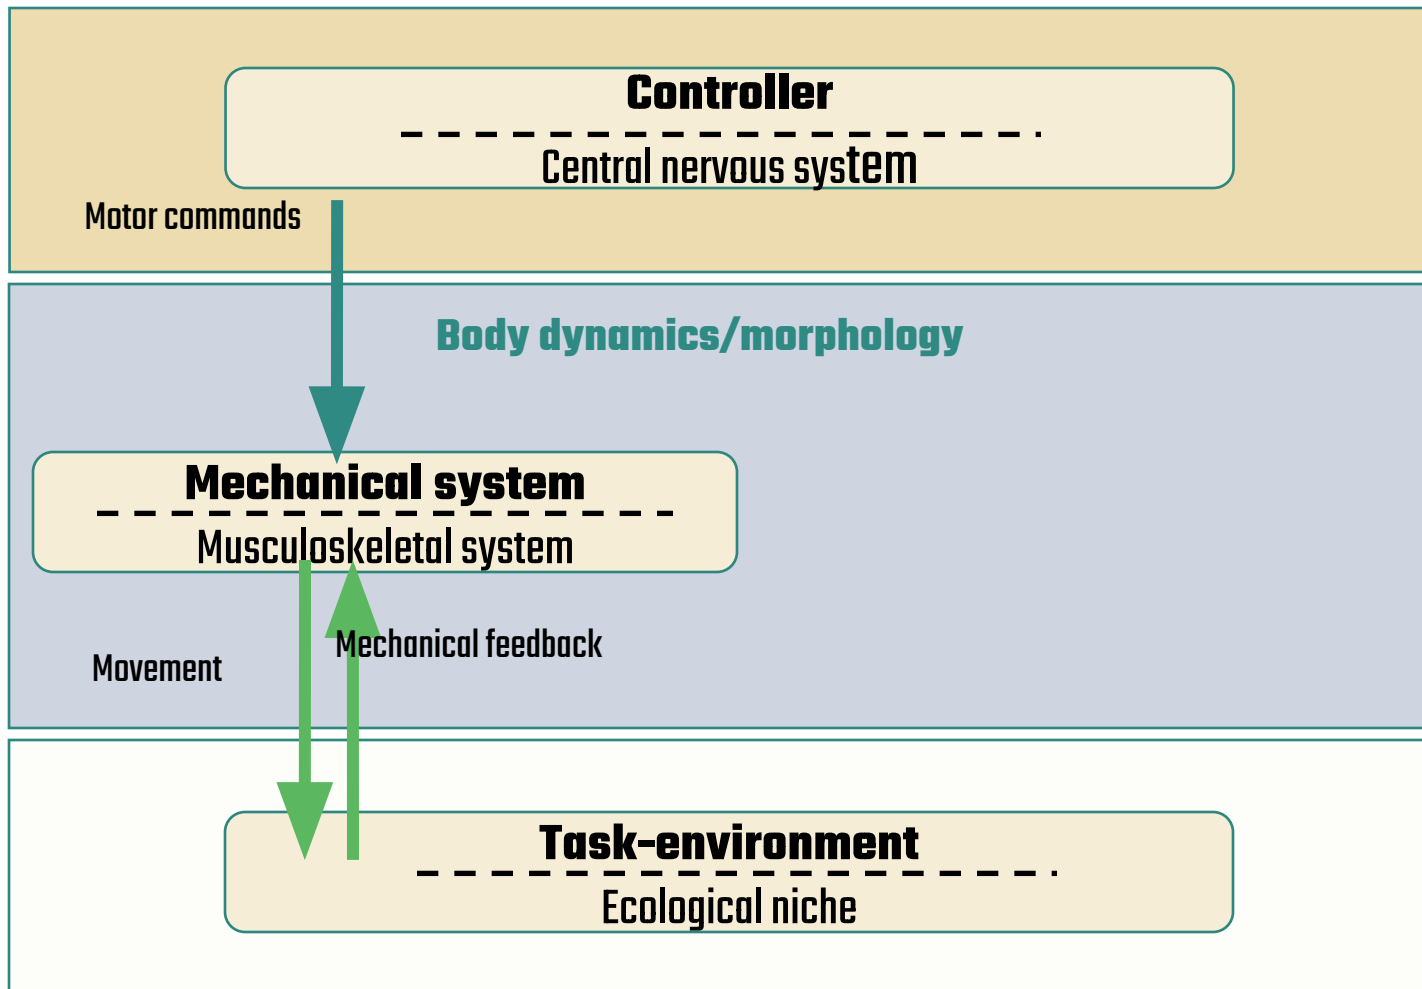 Controller
Central nervous system
Motor commands
Body dynamics/morphology
Mechanical system
Musculoskeletal system
Mechanical feedback
Movement
Task-environment
Ecological niche